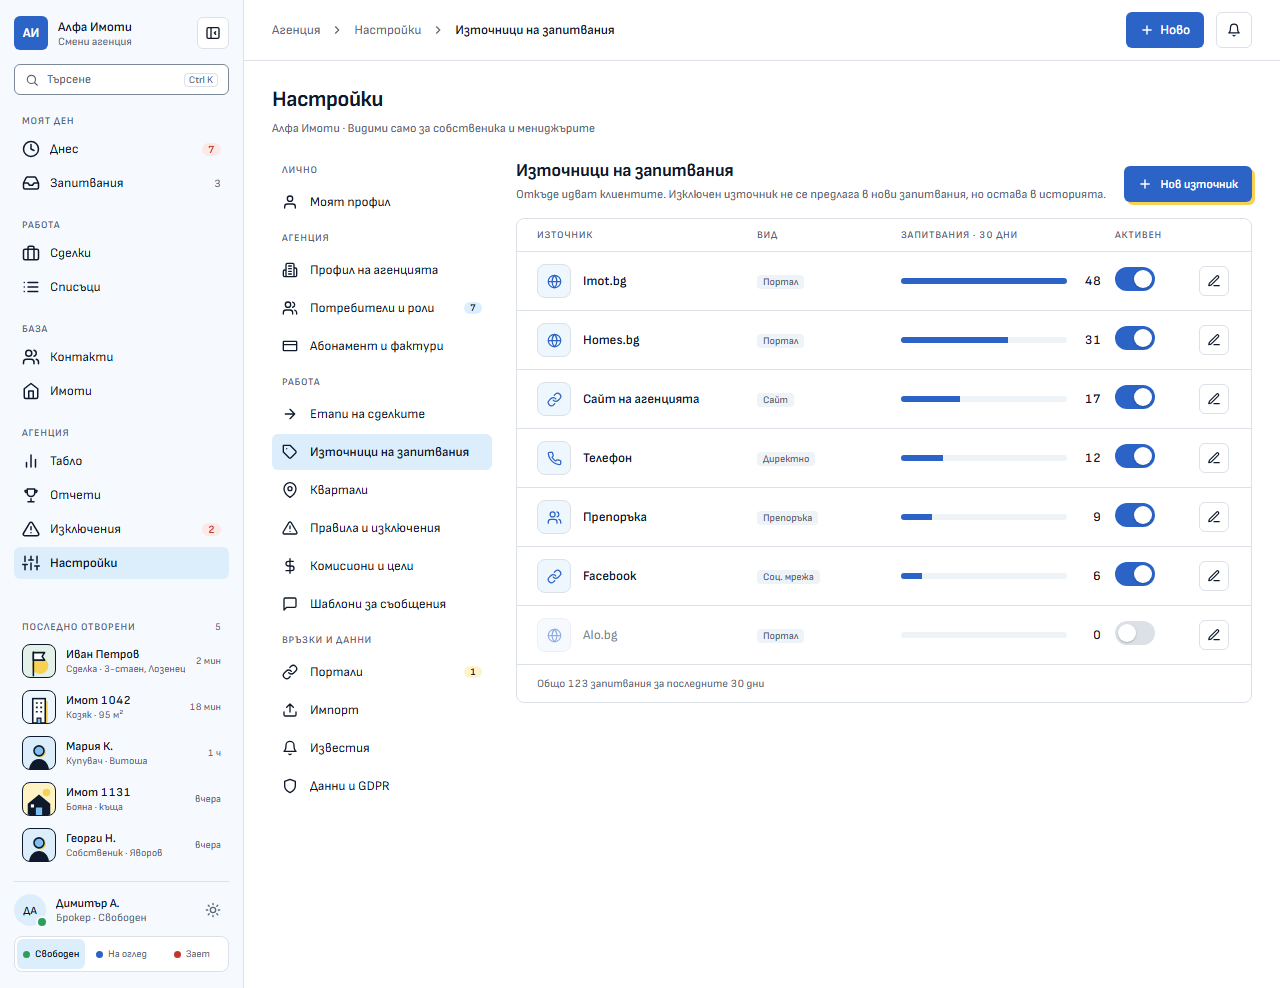 АИ
Алфа Имоти
Смени агенция
Търсене
Ctrl K
МОЯТ ДЕН
Днес
7
Запитвания
3
РАБОТА
Сделки
Списъци
БАЗА
Контакти
Имоти
АГЕНЦИЯ
Табло
Отчети
Изключения
2
Настройки
ПОСЛЕДНО ОТВОРЕНИ
5
Иван Петров
Сделка · 3-стаен, Лозенец
2 мин
Имот 1042
Козяк · 95 м²
18 мин
Мария К.
Купувач · Витоша
1 ч
Имот 1131
Бояна · къща
вчера
Георги Н.
Собственик · Яворов
вчера
ДА
Димитър А.
Брокер · Свободен
Свободен
На оглед
Зает
Агенция
Настройки
Източници на запитвания
Ново
Настройки
Алфа Имоти · Видими само за собственика и мениджърите
ЛИЧНО
Моят профил
АГЕНЦИЯ
Профил на агенцията
Потребители и роли
7
Абонамент и фактури
РАБОТА
Етапи на сделките
Източници на запитвания
Квартали
Правила и изключения
Комисиони и цели
Шаблони за съобщения
ВРЪЗКИ И ДАННИ
Портали
1
Импорт
Известия
Данни и GDPR
Източници на запитвания
Откъде идват клиентите. Изключен източник не се предлага в нови запитвания, но остава в историята.
Нов източник
ИЗТОЧНИК
ВИД
ЗАПИТВАНИЯ · 30 ДНИ
АКТИВЕН
Imot.bg
Портал
48
Homes.bg
Портал
31
Сайт на агенцията
Сайт
17
Телефон
Директно
12
Препоръка
Препоръка
9
Facebook
Соц. мрежа
6
Alo.bg
Портал
0
Общо 123 запитвания за последните 30 дни